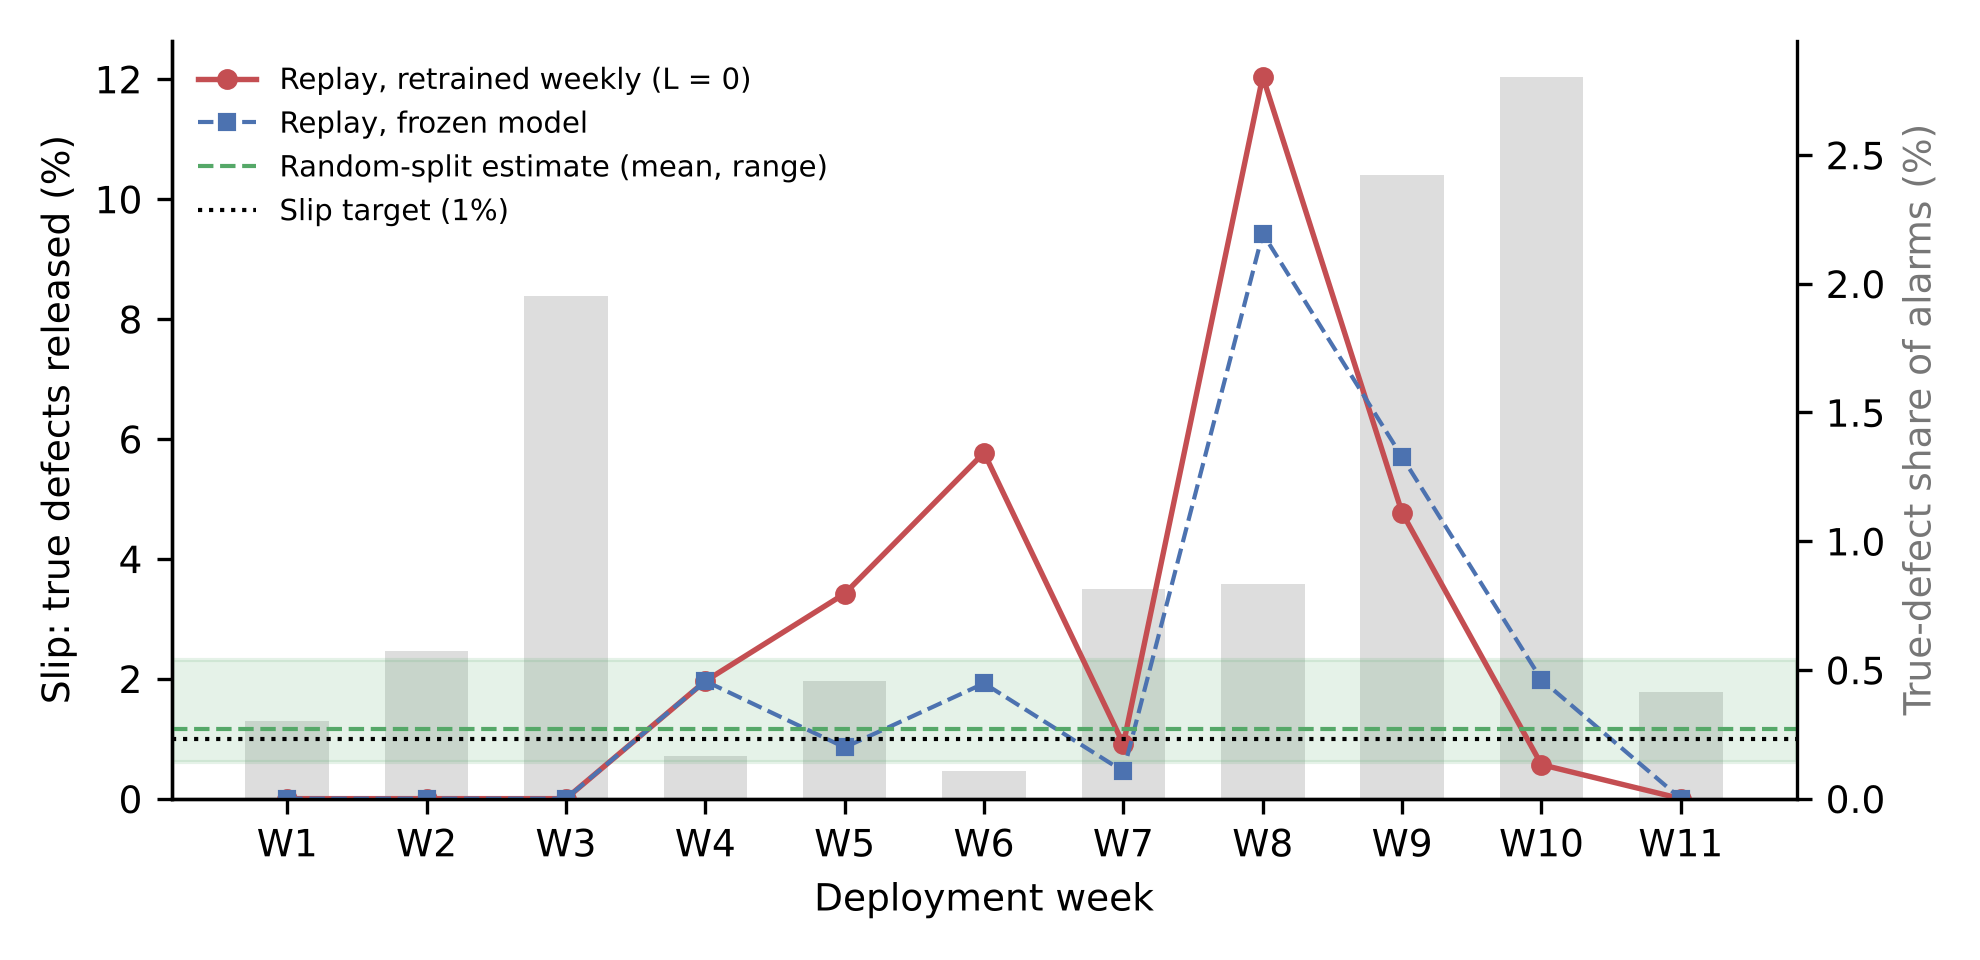 Replay, retrained weekly (L = 0)
Replay, frozen model
Random-split estimate (mean, range)
Slip target (1%)
Slip: true defects released (%)
12
10
8
6
4
2
0
True-defect share of alarms (%)
2.5
2.0
1.5
1.0
0.5
0.0
W1 W2 W3 W4 W5 W6 W7 W8 W9 W10 W11
Deployment week